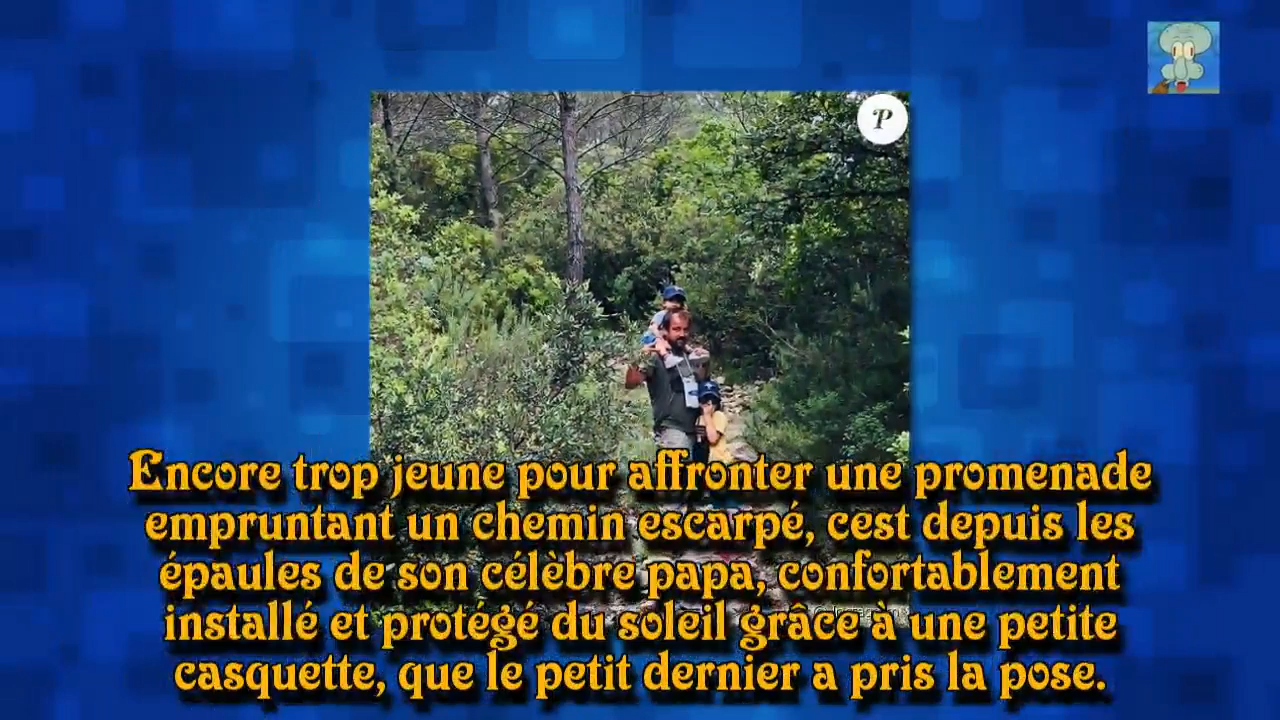 P
Encore trop jeune pour affronter une promenade
empruntant un chemin escarpé, cest depuis les
épaules de son célèbre papa, confortablement
installé et protégé du soleil grâce à une petite
casquette, que le petit dernier a pris la pose.